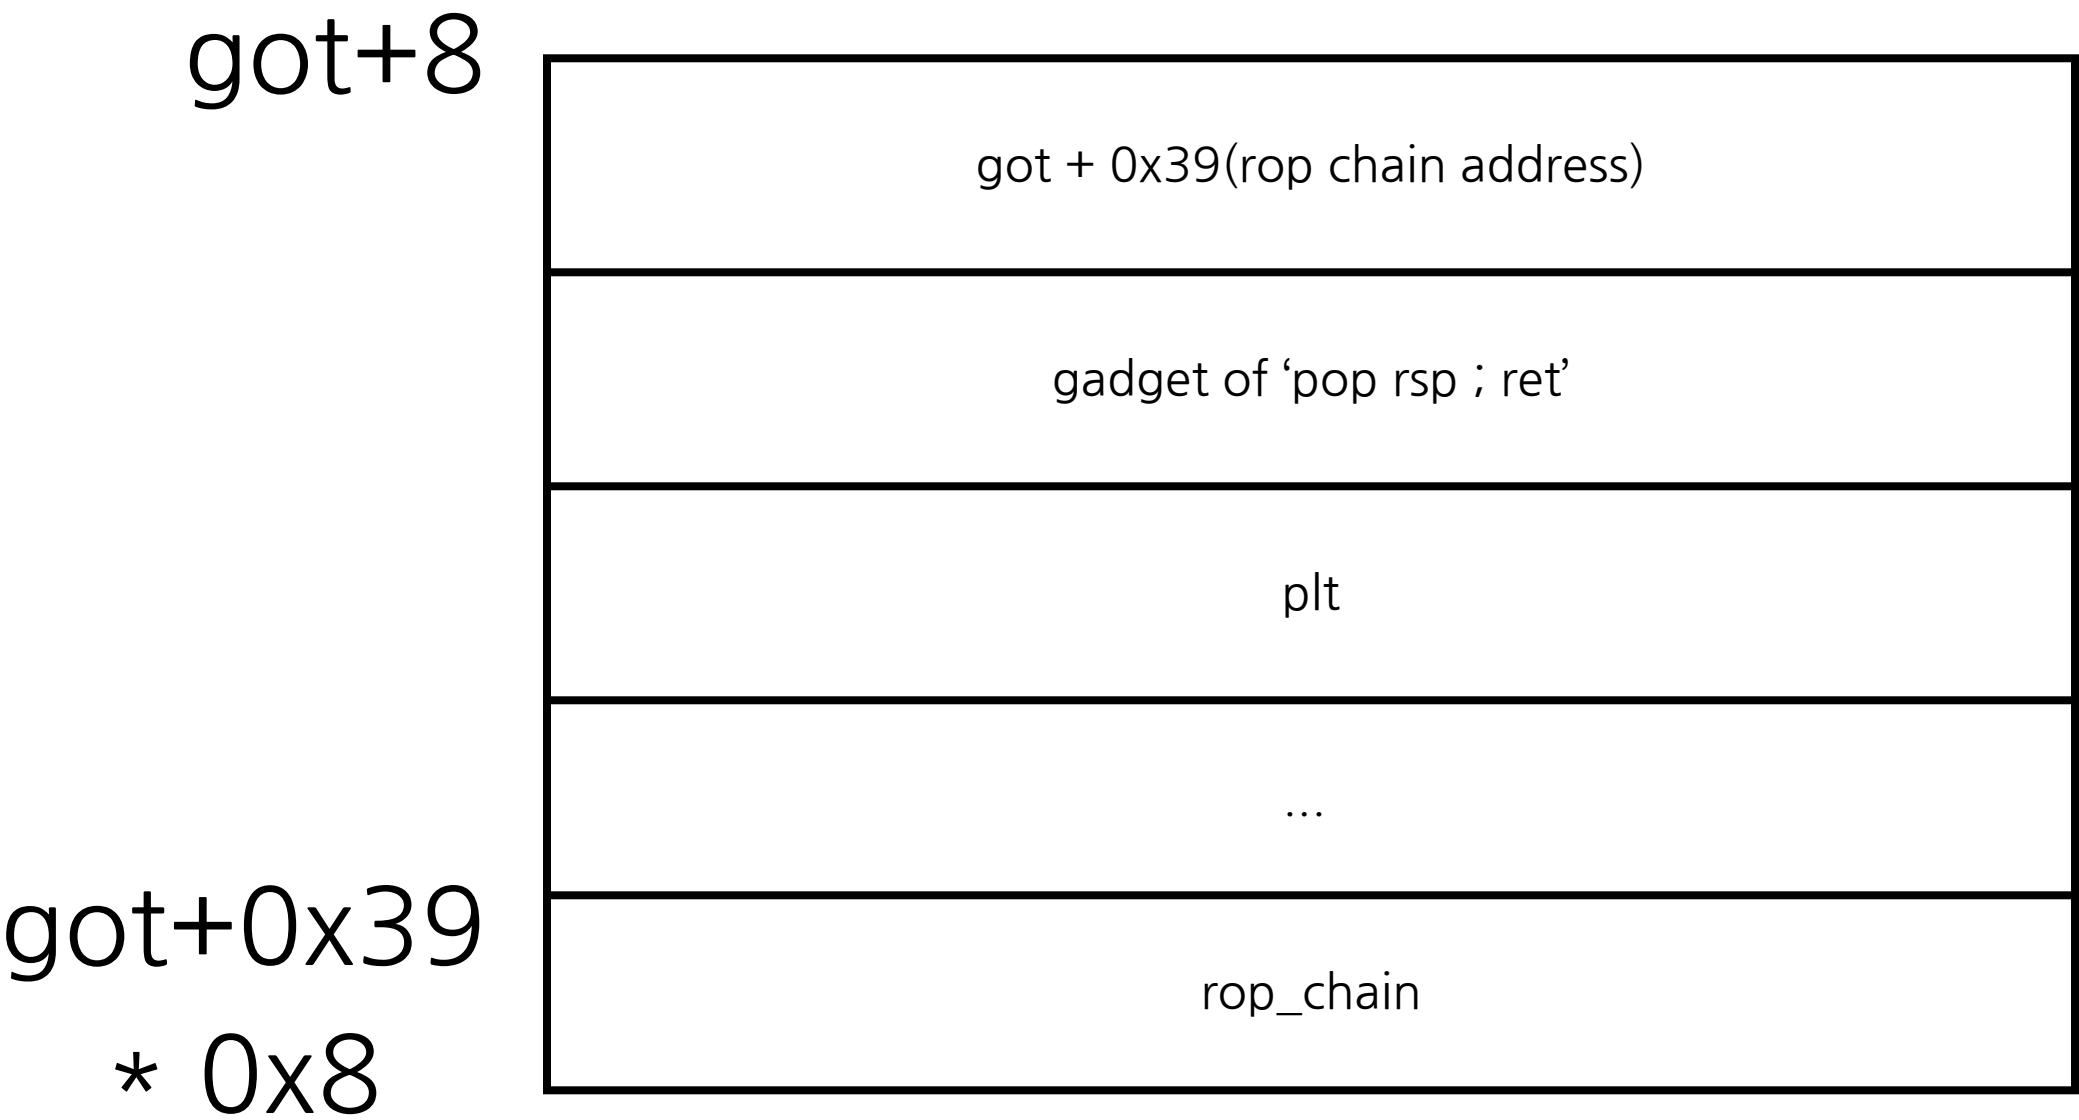 got+8
got + 0x39(rop chain address)
gadget of ‘pop rsp ; ret’
plt
...
got+0x39
* 0x8
rop_chain